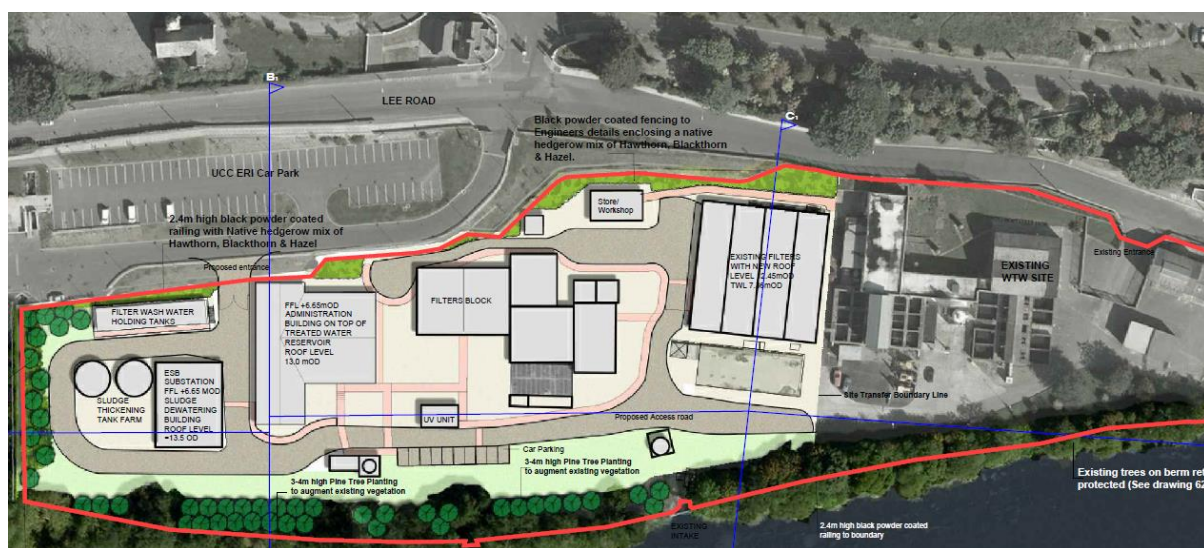 B1
LEE ROAD
C1
Black powder coated fencing to
Engineers details enclosing a native
hedgerow mix of Hawthorn, Blackthorn
& Hazel.
UCC ERI Car Park
2.4m high black powder coated
railing with Native hedgerow mix of
Hawthorn, Blackthorn & Hazel
Store/
Workshop
Proposed entrance
Existing Entrance
EXISTING
WTW SITE
EXISTING FILTERS
WITH NEW ROOF
LEVEL
FILTERS BLOCK
FILTER WASH WATER
HOLDING TANKS
FFL +6.65MOD
ADMINISTRATION
BUILDING ON TOP OF
TREATED WATER
RESERVOIR
ROOF LEVEL
13.0 MOD
ESB
SUBSTATION
FFL +6.65 MOD
SLUDGE
DEWATERING
BUILDING
ROOF LEVEL
=13.5 OD
SLUDGE
THICKENING
TANK FARM
UV UNIT
Site Transfer Boundary Line
Proposed Access road
Car Parking
3-4m high Pine Tree Planting
to augment existing vegetation
3-4m high Pine Tree Planting
to augment existing vegetation
Existing trees on berm
protected (See drawing
EXISTING
INTAKE
2.4m high black powder coated
railing to boundary